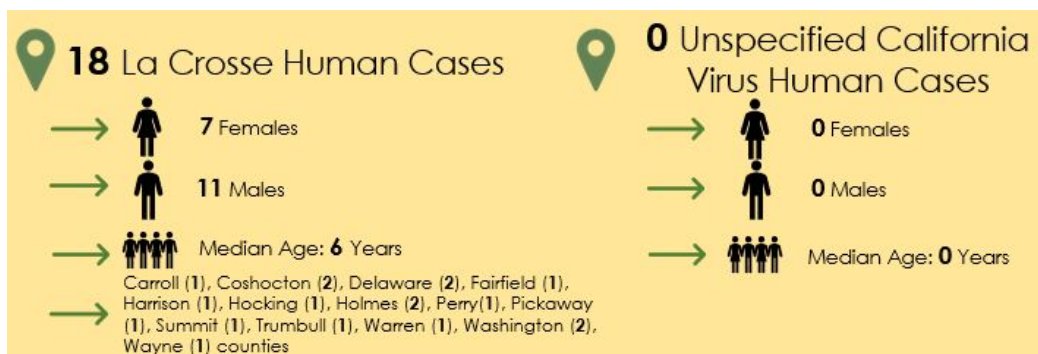 18 La Crosse Human Cases
7 Females
11 Males
Median Age: 6 Years
Carroll (1), Coshocton (2), Delaware (2), Fairfield (1),
Harrison (1), Hocking (1), Holmes (2), Perry(1), Pickaway
(1), Summit (1), Trumbull (1), Warren (1), Washington (2),
Wayne (1) counties
0 Unspecified California
Virus Human Cases
0 Females
0 Males
Median Age: 0 Years